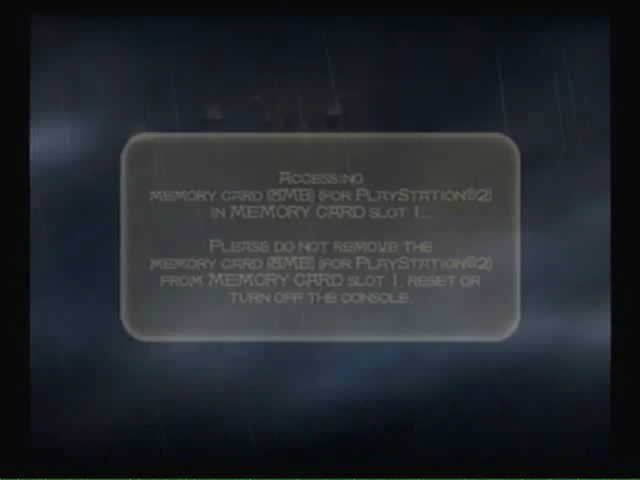 Accessing
memory card (8MB) (for PlayStation®2)
in MEMORY CARD slot 1...
Please do not remove the
memory card (8MB) (for PlayStation®2)
from MEMORY CARD slot 1, reset or
turn off the console.